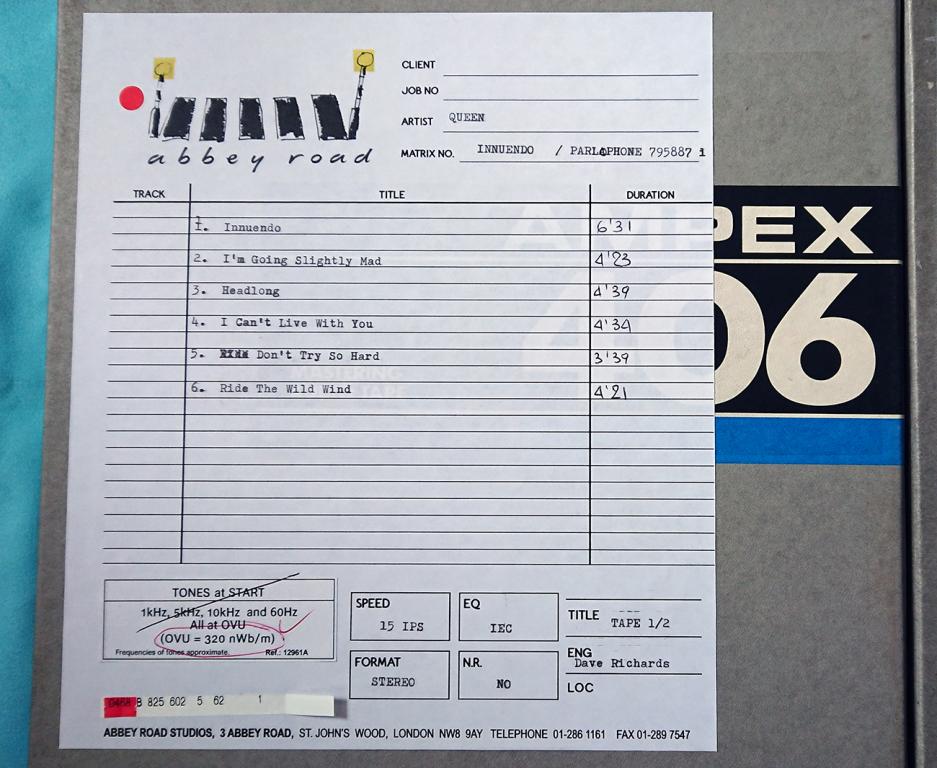 abbey road
CLIENT
JOB NO
ARTIST QUEEN
MATRIX NO. INNUENDO / PARLOPHONE 795887 1
TRACK TITLE DURATION
1. Innuendo 6'31
2. I'm Going Slightly Mad 4'23
3. Headlong 4'39
4. I Can't Live With You 4'34
5. Don't Try So Hard 3'39
6. Ride The Wild Wind 4'21
AMPEX
406
MASTERING
TAPE
TONES at START
1kHz, 5kHz, 10kHz and 60Hz
All at OVU
(OVU = 320 nWb/m)
Frequencies of tones approximate. Ref.: 12961A
SPEED
15 IPS
EQ
IEC
FORMAT
STEREO
N.R.
NO
TITLE TAPE 1/2
ENG
Dave Richards
LOC
0468 B 825 602 5 62 1
ABBEY ROAD STUDIOS, 3 ABBEY ROAD, ST. JOHN'S WOOD, LONDON NW8 9AY TELEPHONE 01-286 1161 FAX 01-289 7547